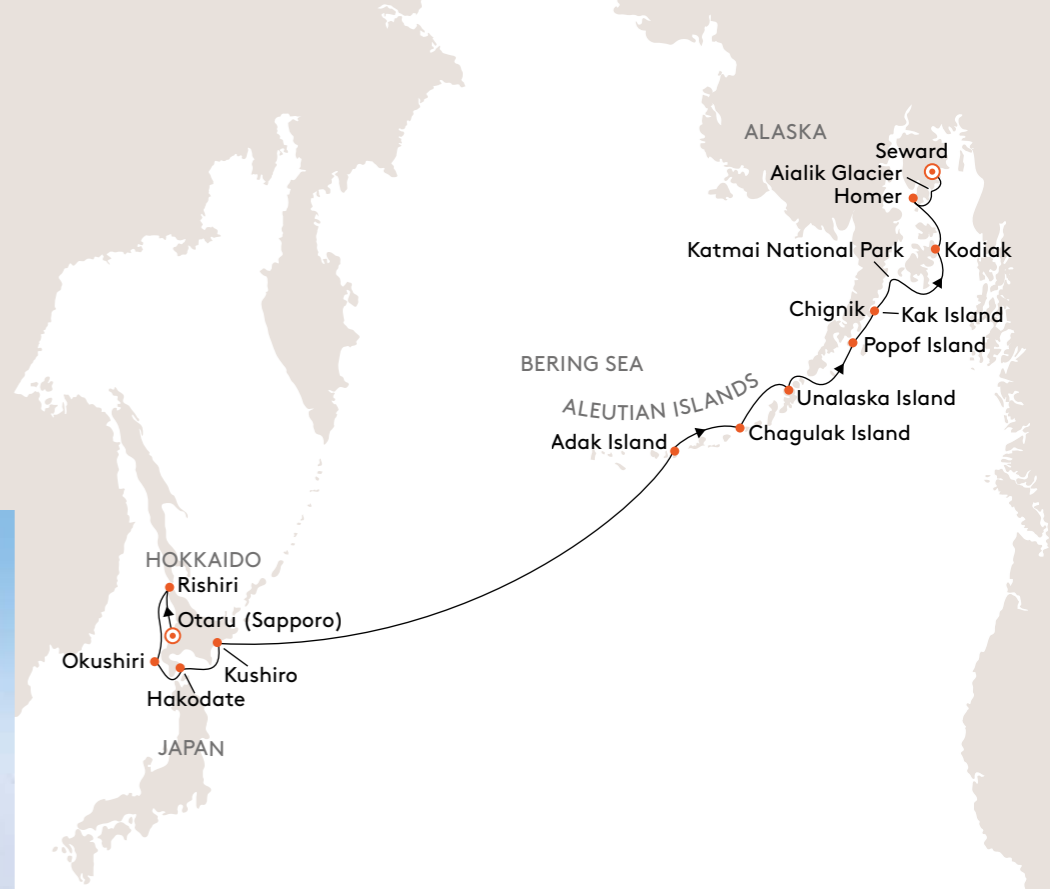 ALASKA
Seward
Aialik Glacier
Homer
Katmai National Park
Kodiak
Chignik
Kak Island
Popof Island
BERING SEA
ALEUTIAN ISLANDS
Unalaska Island
Chagulak Island
Adak Island
HOKKAIDO
Rishiri
Otaru (Sapporo)
Okushiri
Kushiro
Hakodate
JAPAN